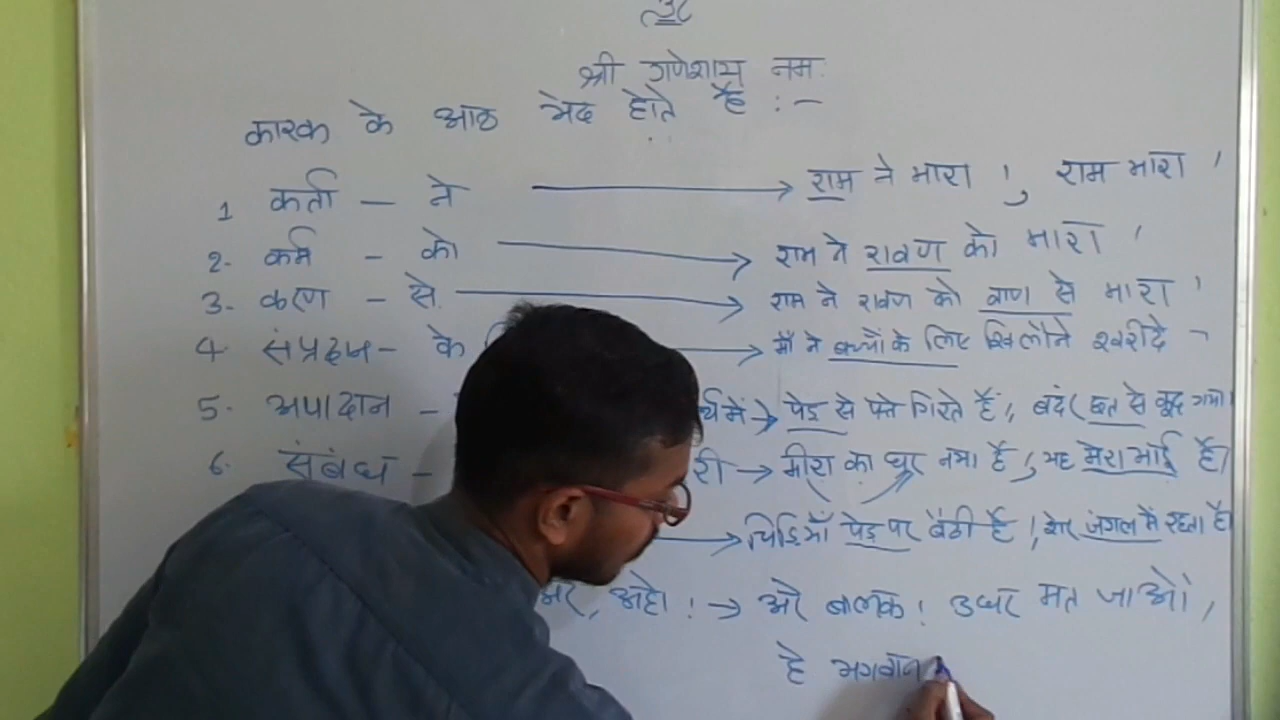 श्री गणेशाय नमः
कारक के आठ भेद होते है :-
1 कर्ता - ने → राम ने मारा ।, राम मारा ।
2- कर्म - को → राम ने रावण को मारा ।
3- करण - से → राम ने रावण को वाण से मारा ।
4- संप्रदान - के → माँ ने बच्चों के लिए खिलौने खरीदे ¬
5- अपादान - र्थ में → पेड़ से पत्ते गिरते हैं।, बंदर छत से कूद गया।
6- संबंध - री → मीरा का घर नया है, यह मेरा भाई है।
→ चिड़ियाँ पेड़ पर बैठी है।, शेर जंगल में रहता है।
अरे, अहो ! → अरे बालक ! उधर मत जाओ।,
हे भगवान